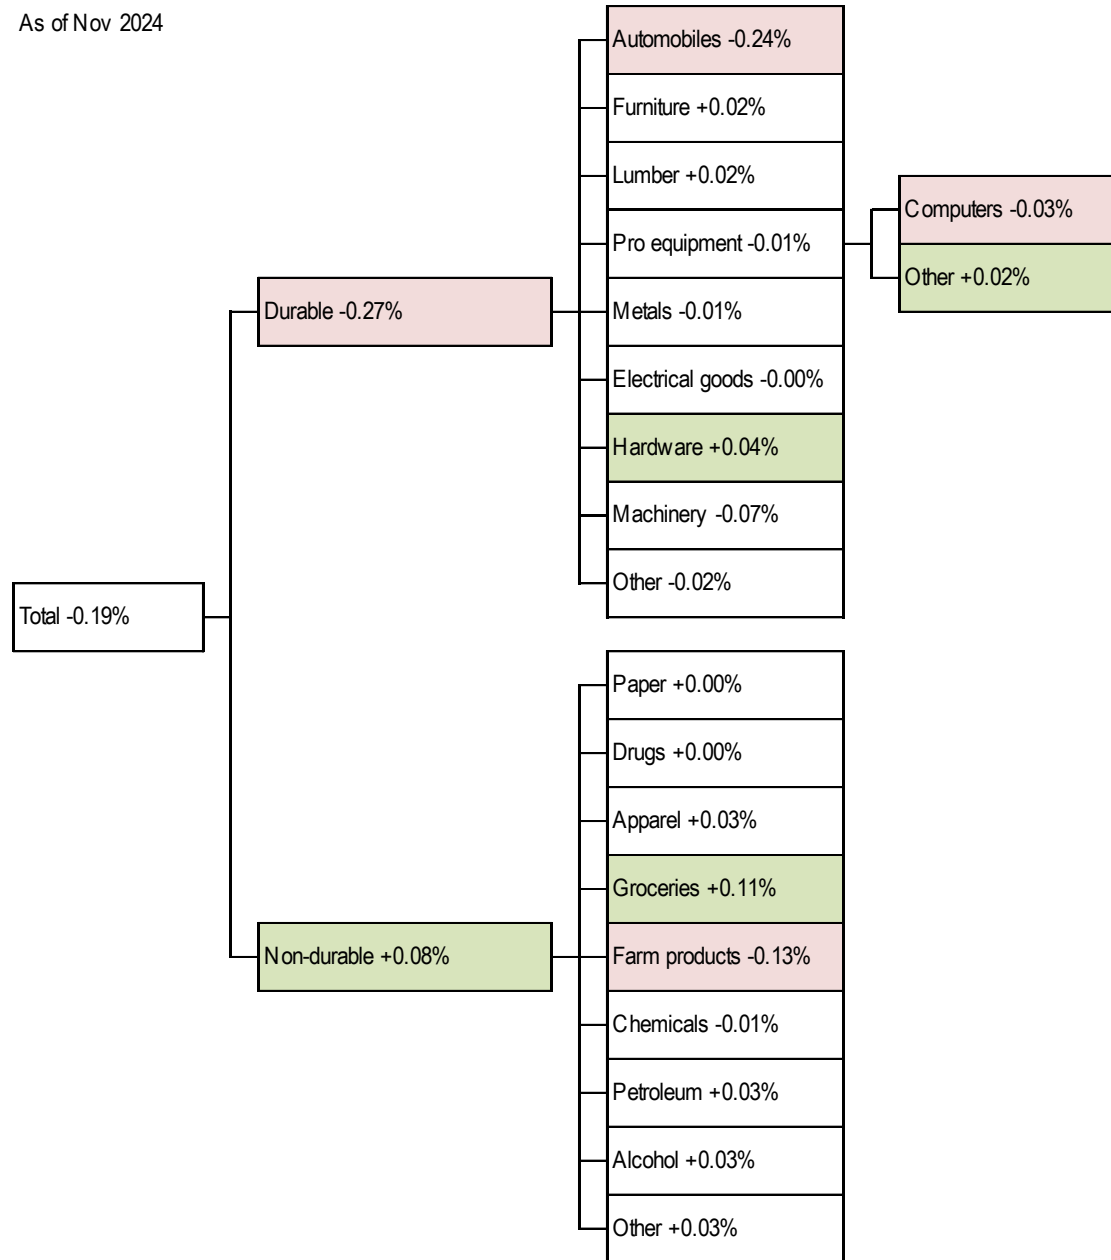 As of Nov 2024
Automobiles -0.24%
Furniture +0.02%
Lumber +0.02%
Computers -0.03%
Pro equipment -0.01%
Other +0.02%
Durable -0.27%
Metals -0.01%
Electrical goods -0.00%
Hardware +0.04%
Machinery -0.07%
Other -0.02%
Total -0.19%
Paper +0.00%
Drugs +0.00%
Apparel +0.03%
Groceries +0.11%
Non-durable +0.08%
Farm products -0.13%
Chemicals -0.01%
Petroleum +0.03%
Alcohol +0.03%
Other +0.03%